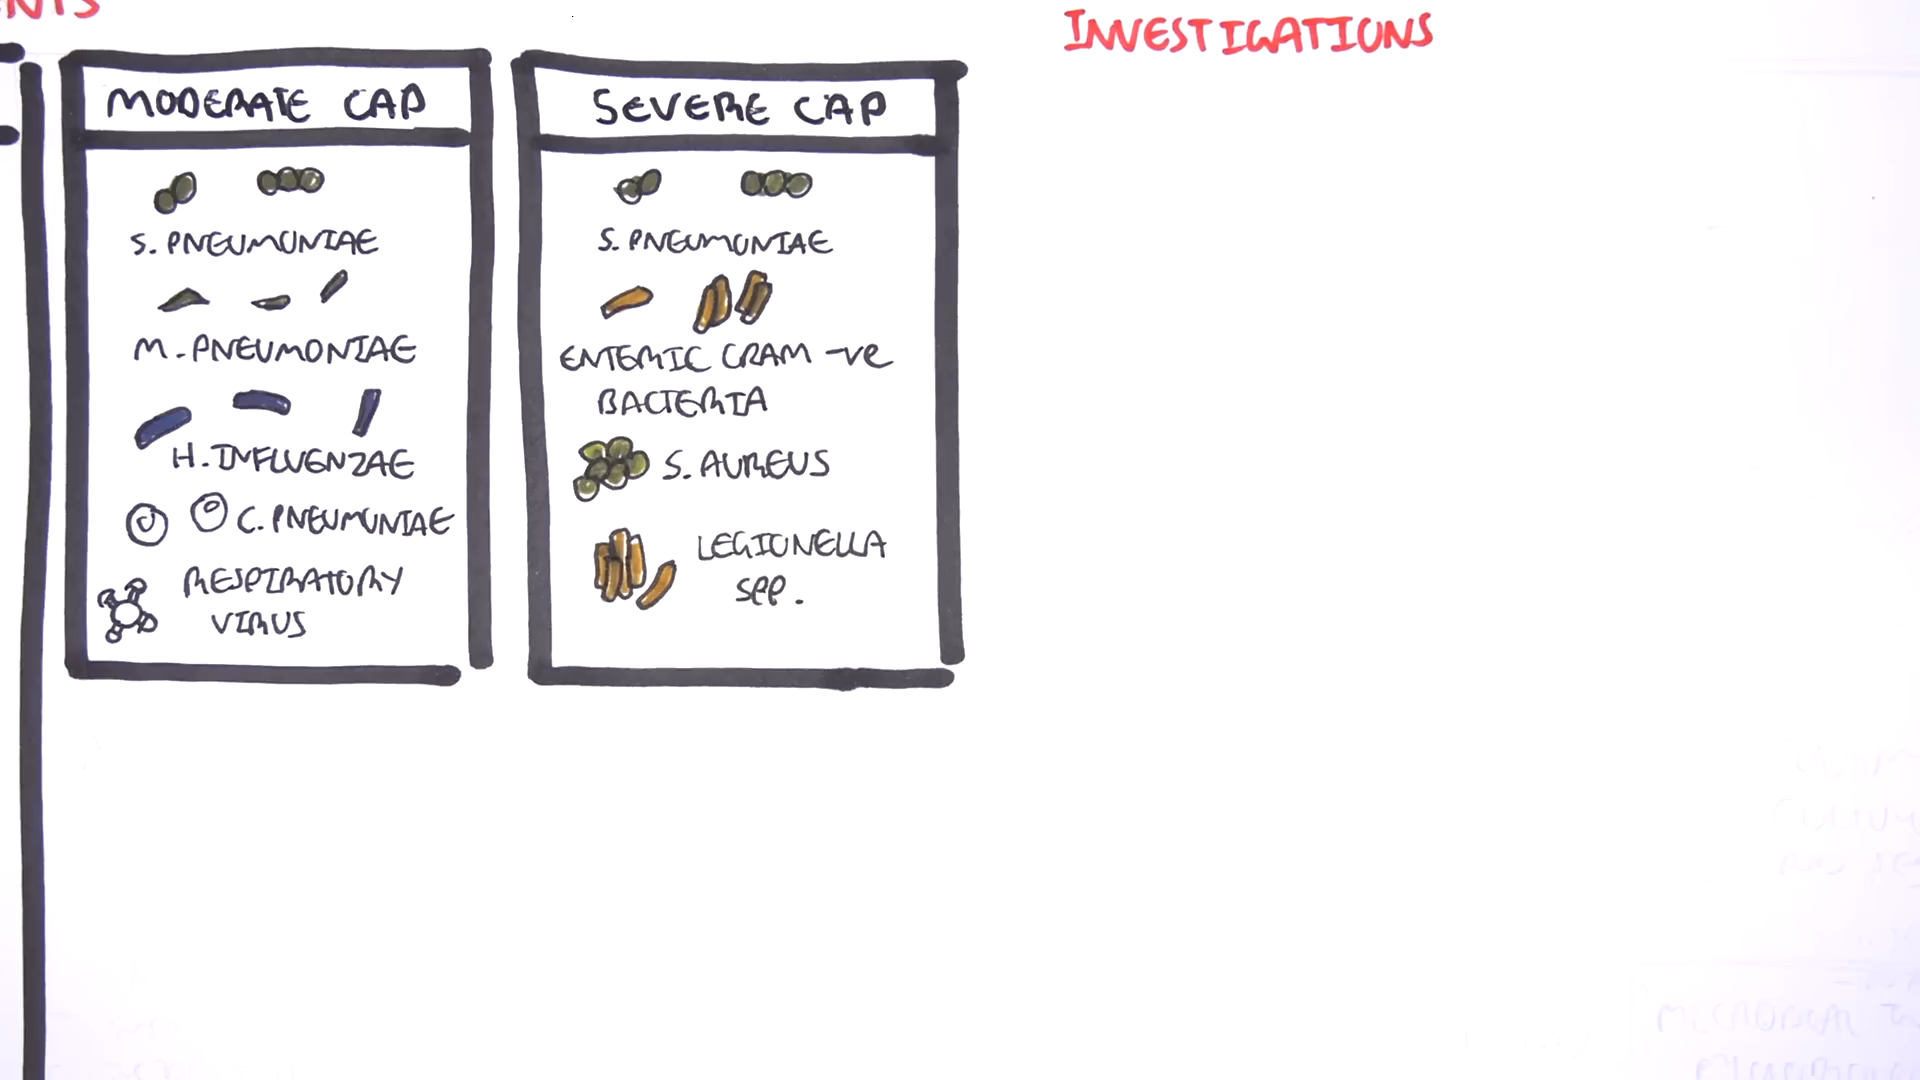 INVESTIGATIONS
MODERATE CAP
S. PNEUMONIAE
M. PNEUMONIAE
H. INFLUENZAE
C. PNEUMONIAE
RESPIRATORY
VIRUS
SEVERE CAP
S. PNEUMONIAE
ENTERIC GRAM -VE
BACTERIA
S. AUREUS
LEGIONELLA
SPP.